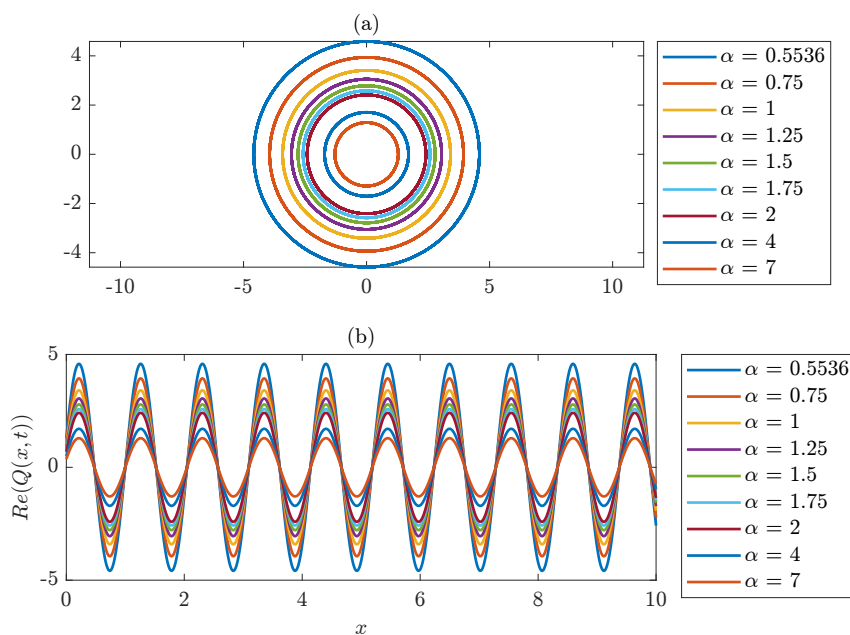 (a)
4
2
0
-2
-4
-10
-5
0
5
10
α = 0.5536
α = 0.75
α = 1
α = 1.25
α = 1.5
α = 1.75
α = 2
α = 4
α = 7
(b)
Re(Q(x, t))
5
0
-5
0
2
4
6
8
10
x
α = 0.5536
α = 0.75
α = 1
α = 1.25
α = 1.5
α = 1.75
α = 2
α = 4
α = 7